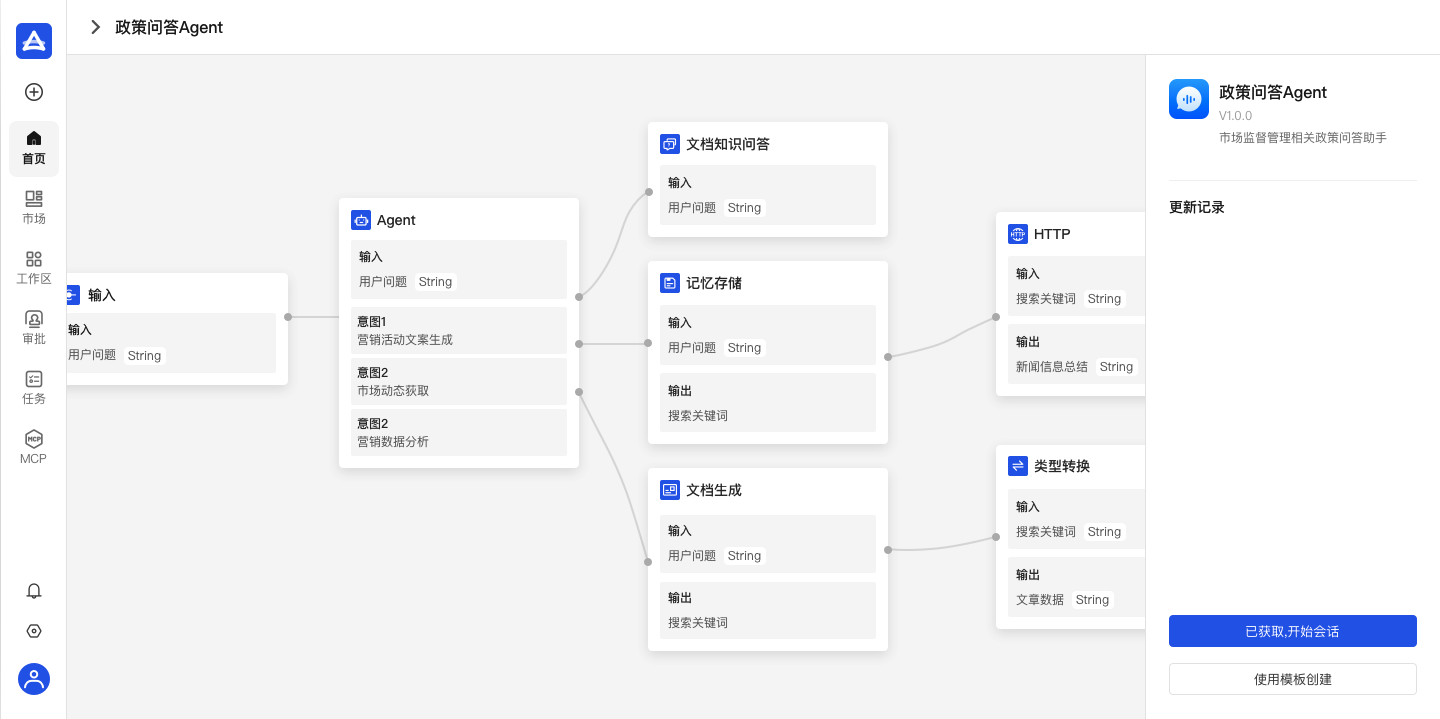 政策问答Agent
首页
市场
工作区
审批
任务
MCP
MCP
输入
输入
用户问题 String
Agent
输入
用户问题 String
意图1
营销活动文案生成
意图2
市场动态获取
意图2
营销数据分析
文档知识问答
输入
用户问题 String
记忆存储
输入
用户问题 String
输出
搜索关键词
文档生成
输入
用户问题 String
输出
搜索关键词
HTTP
HTTP
输入
搜索关键词 String
输出
新闻信息总结 String
类型转换
输入
搜索关键词 String
输出
文章数据 String
政策问答Agent
V1.0.0
市场监督管理相关政策问答助手
更新记录
已获取,开始会话
使用模板创建